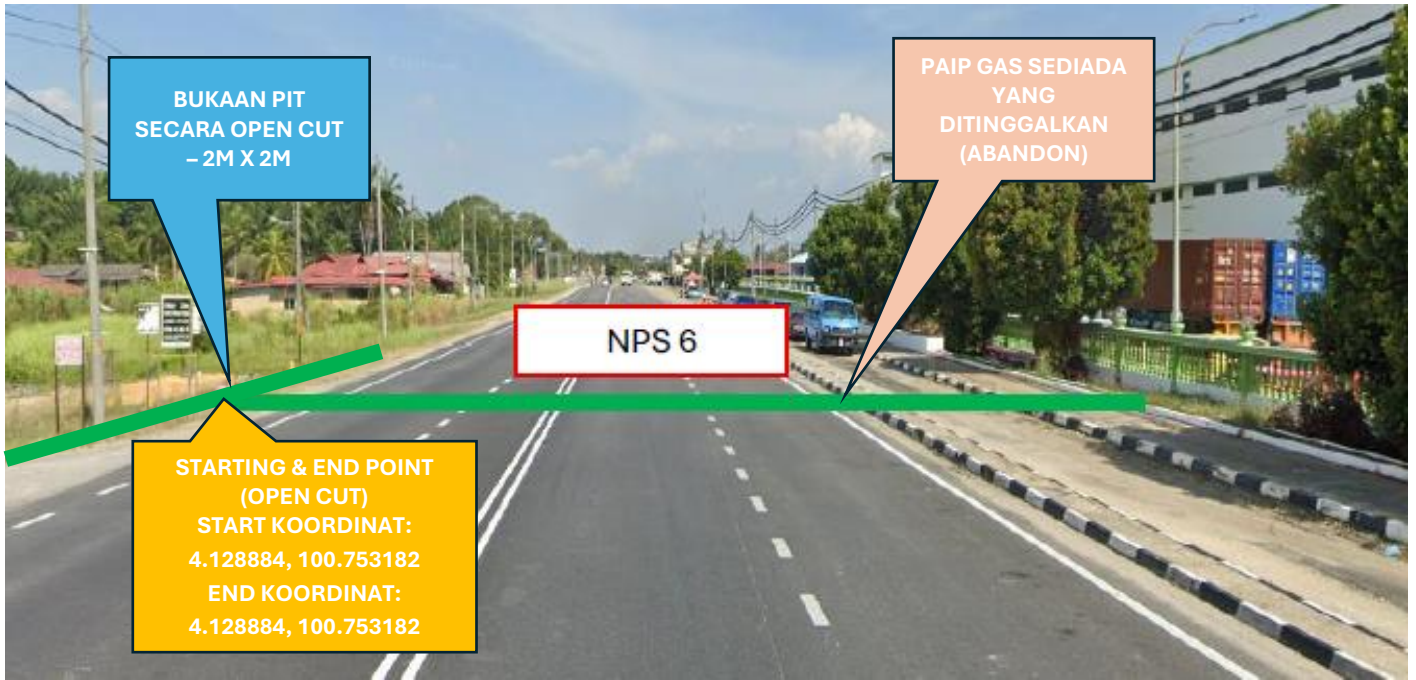 BUKAAN PIT
SECARA OPEN CUT
– 2M X 2M
PAIP GAS SEDIADA
YANG
DITINGGALKAN
(ABANDON)
NPS 6
STARTING & END POINT
(OPEN CUT)
START KOORDINAT:
4.128884, 100.753182
END KOORDINAT:
4.128884, 100.753182